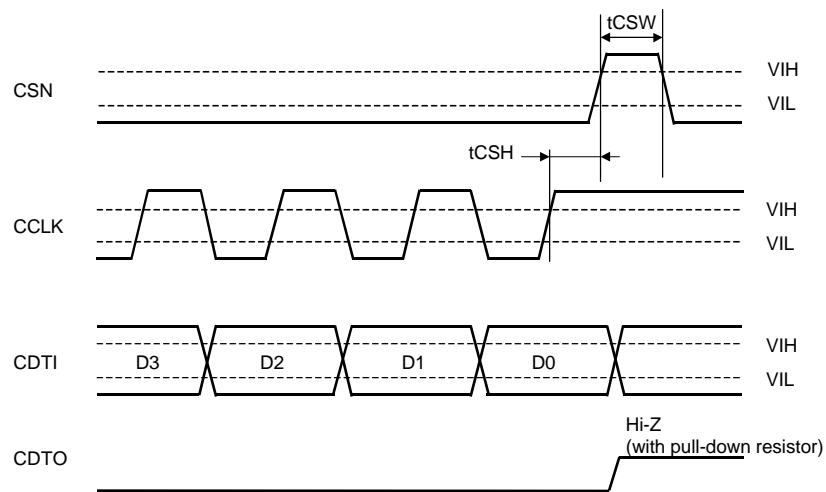 tCSW
VIH
CSN
VIL
tCSH
VIH
CCLK
VIL
VIH
CDTI
D3
D2
D1
D0
VIL
Hi-Z
(with pull-down resistor)
CDTO